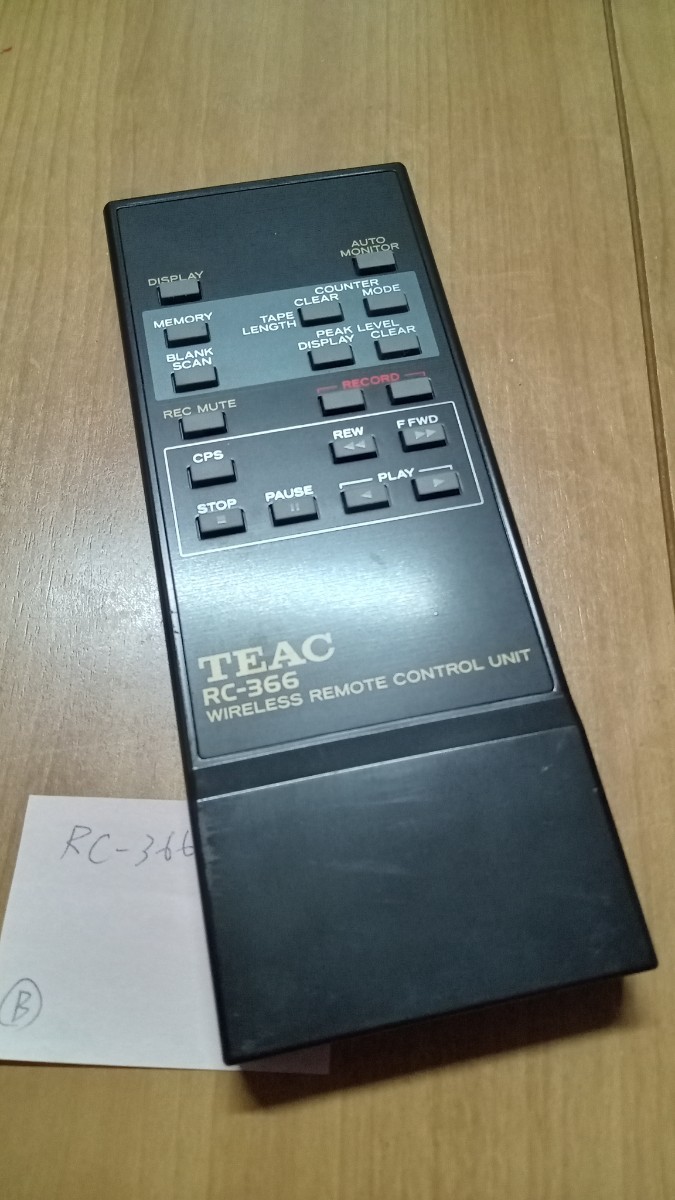 AUTO
MONITOR
DISPLAY
COUNTER
CLEAR MODE
MEMORY
TAPE
LENGTH
PEAK LEVEL
DISPLAY CLEAR
BLANK
SCAN
RECORD
REC MUTE
REW F FWD
CPS
PLAY
STOP PAUSE
TEAC
RC-366
WIRELESS REMOTE CONTROL UNIT
RC-366
B